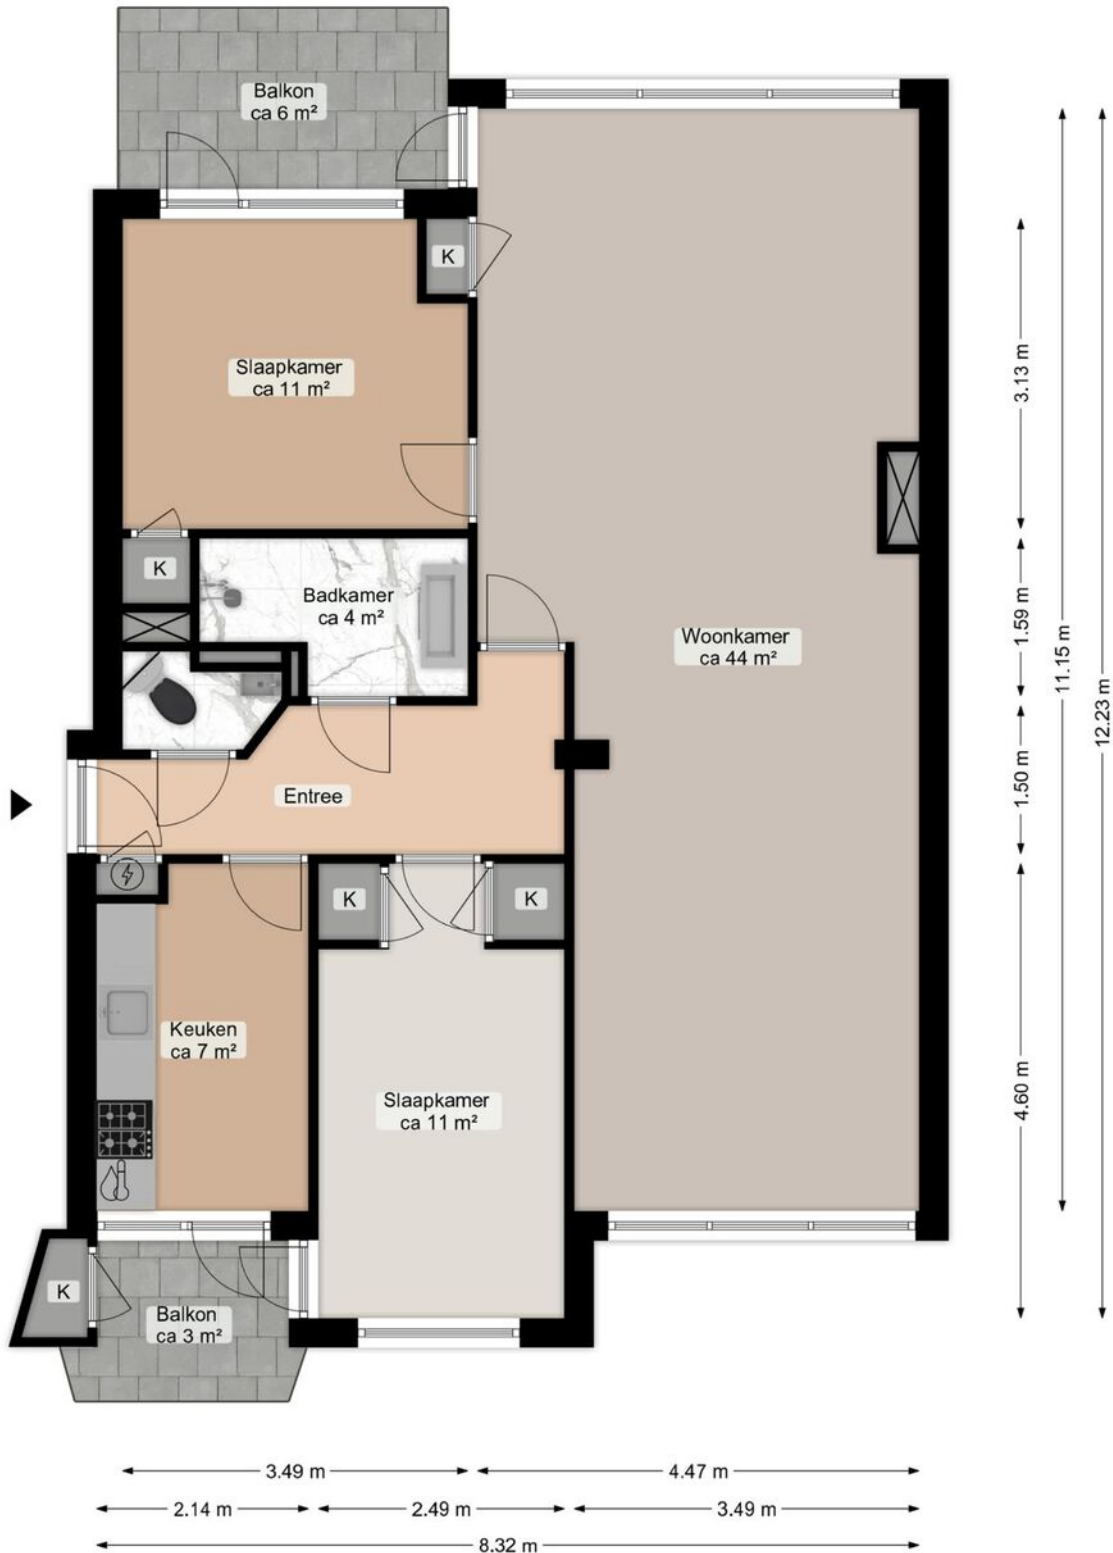 Balkon
ca 6 m²
K
Slaapkamer
ca 11 m²
3.13 m
K
Badkamer
ca 4 m²
1.59 m
Woonkamer
ca 44 m²
11.15 m
12.23 m
Entree
1.50 m
K
K
Keuken
ca 7 m²
Slaapkamer
ca 11 m²
4.60 m
K
Balkon
ca 3 m²
3.49 m
4.47 m
2.14 m
2.49 m
3.49 m
8.32 m